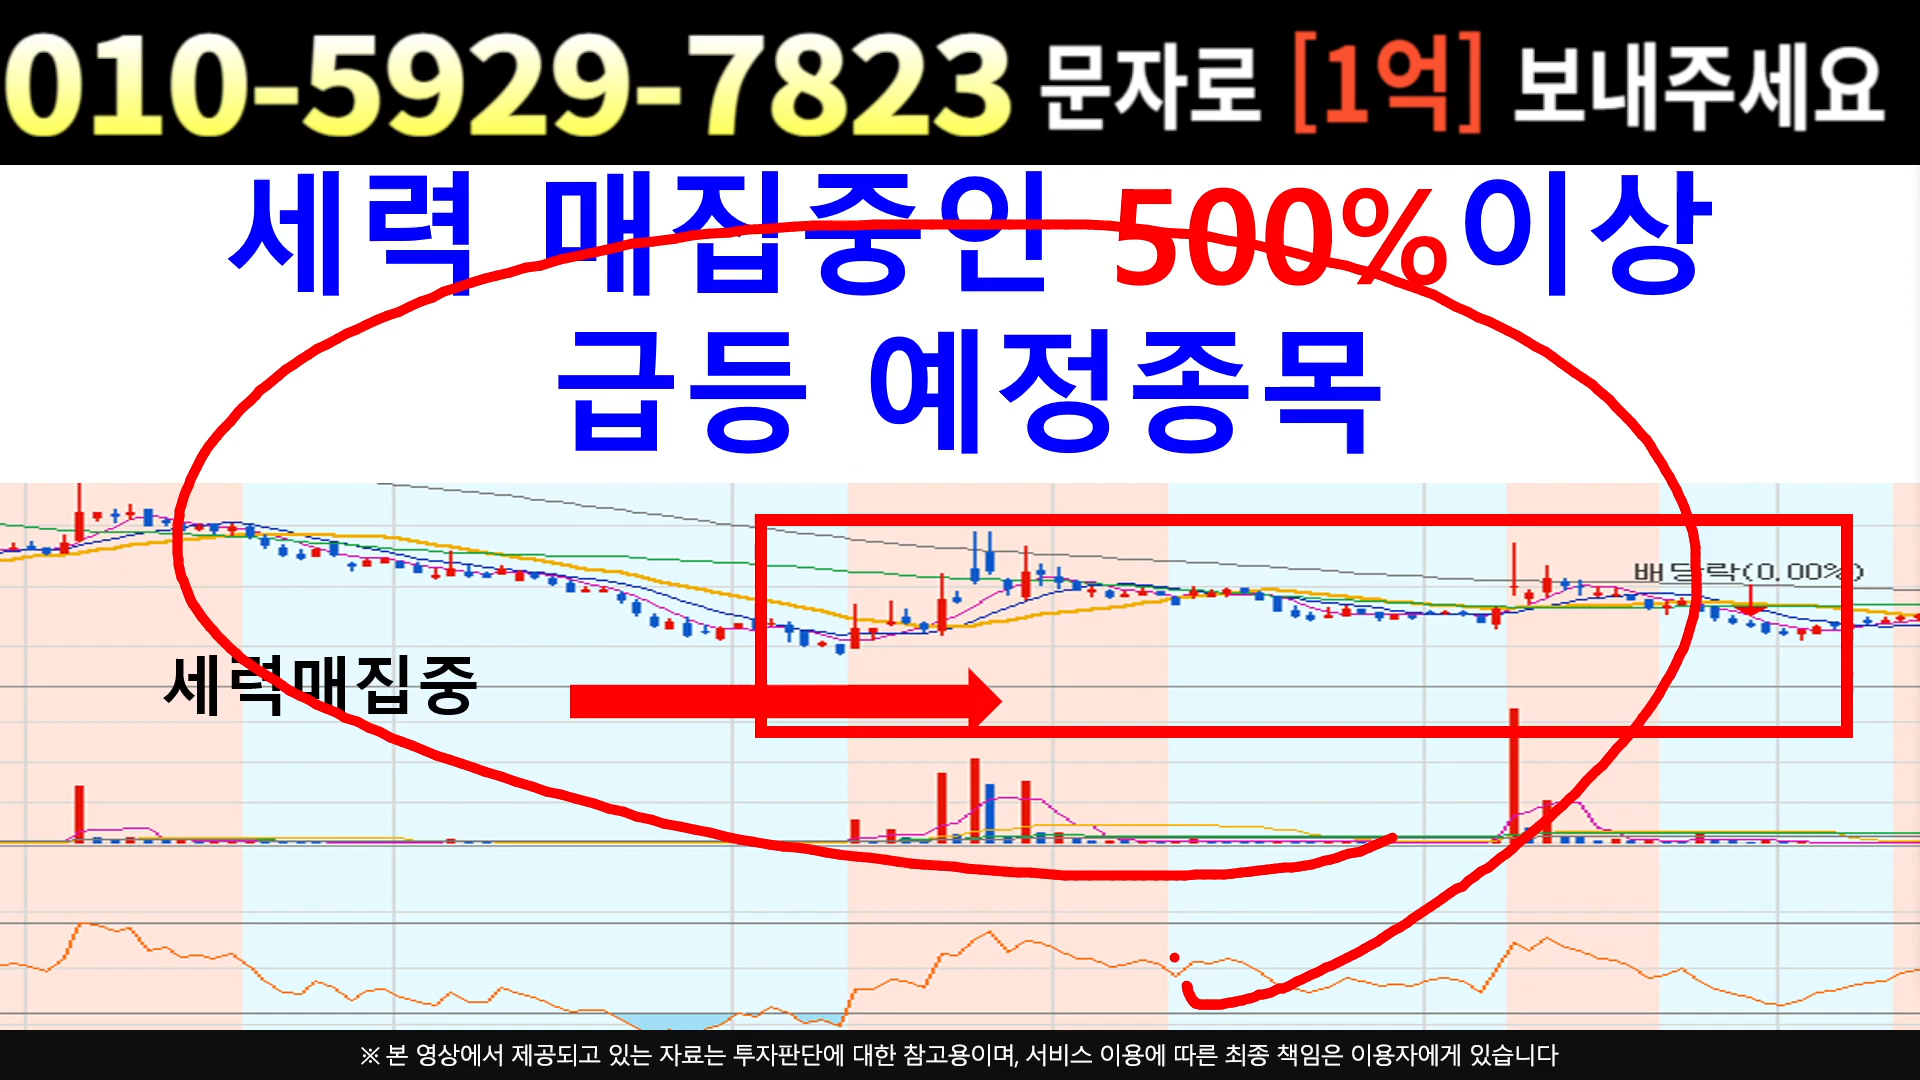 010-5929-7823 문자로 [1억] 보내주세요
세력 매집중인 500%이상
급등 예정종목
배당락(0.00%)
세력매집중
※ 본 영상에서 제공되고 있는 자료는 투자판단에 대한 참고용이며, 서비스 이용에 따른 최종 책임은 이용자에게 있습니다